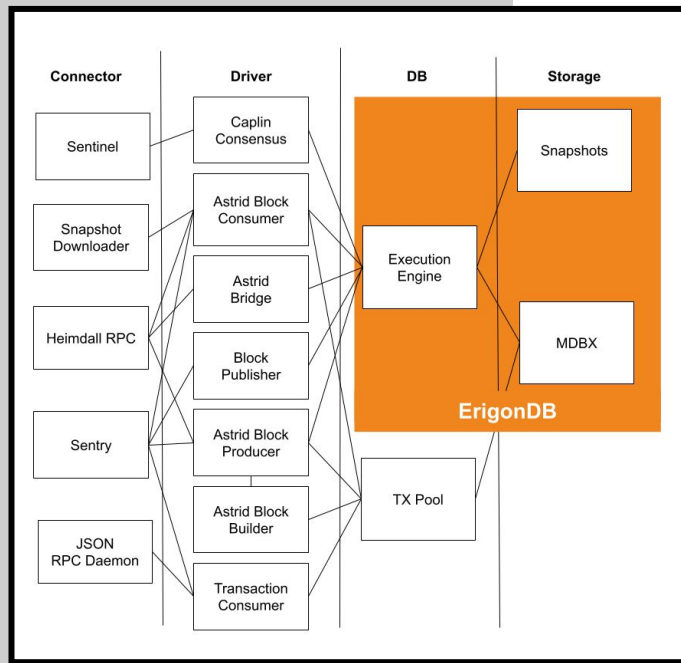 Connector
Driver
DB
Storage
Sentinel
Snapshot
Downloader
Heimdall RPC
Sentry
JSON
RPC Daemon
Caplin
Consensus
Astrid Block
Consumer
Astrid
Bridge
Block
Publisher
Astrid Block
Producer
Astrid Block
Builder
Transaction
Consumer
Execution
Engine
TX Pool
Snapshots
MDBX
ErigonDB